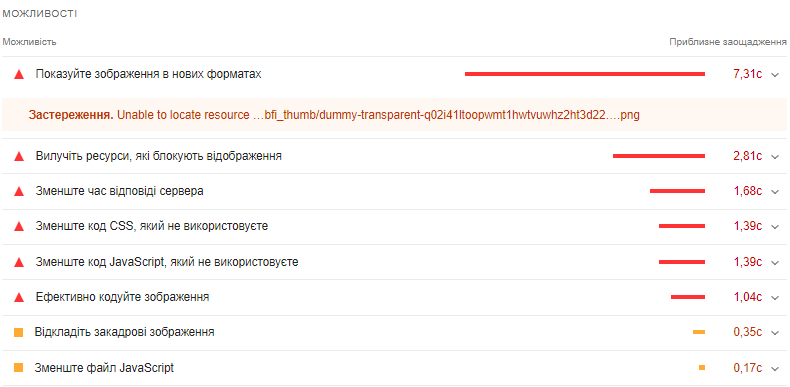 МОЖЛИВОСТІ
Можливість Приблизне заощадження
Показуйте зображення в нових форматах 7,31с
Застереження. Unable to locate resource …bfi_thumb/dummy-transparent-q02i41ltoopwmt1hwtvuwhz2ht3d22….png
Вилучіть ресурси, які блокують відображення 2,81с
Зменште час відповіді сервера 1,68с
Зменште код CSS, який не використовуєте 1,39с
Зменште код JavaScript, який не використовуєте 1,39с
Ефективно кодуйте зображення 1,04с
Відкладіть закадрові зображення 0,35с
Зменште файл JavaScript 0,17с